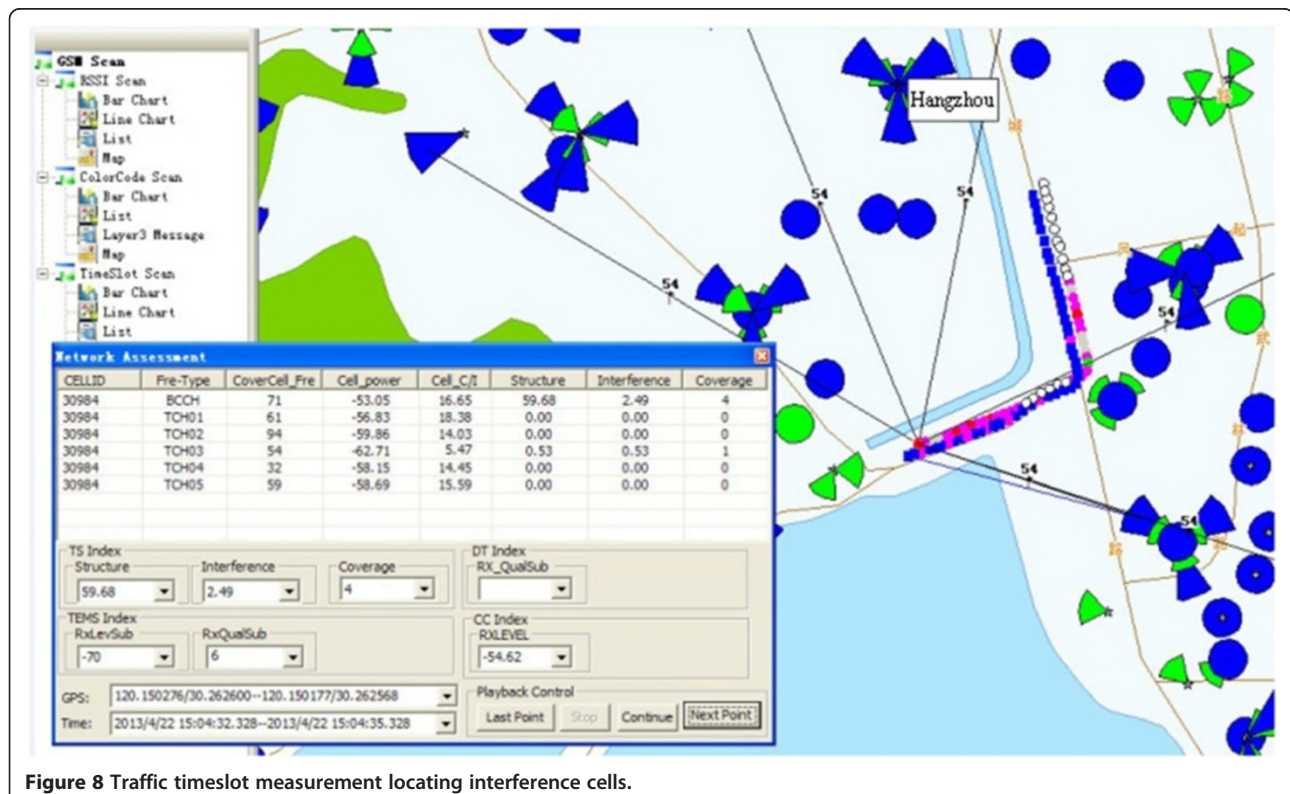 GSM Scan
RSSI Scan
Bar Chart
Line Chart
List
Map
ColorCode Scan
Bar Chart
List
Layer3 Message
Map
TimeSlot Scan
Bar Chart
Line Chart
List
Hangzhou
路
城
54
54
起
风
54
武
54
林
54
路
北
Network Assessment
CELLID Fre-Type CoverCell_Fre Cell_power Cell_C/I Structure Interference Coverage
30984 BCCH 71 -53.05 16.65 59.68 2.49 4
30984 TCH01 61 -56.83 18.38 0.00 0.00 0
30984 TCH02 94 -59.86 14.03 0.00 0.00 0
30984 TCH03 54 -62.71 5.47 0.53 0.53 1
30984 TCH04 32 -58.15 14.45 0.00 0.00 0
30984 TCH05 59 -58.69 15.59 0.00 0.00 0
TS Index
Structure Interference Coverage
59.68 2.49 4
DT Index
RX_QualSub
TEMS Index
RxLevSub RxQualSub
-70 6
CC Index
RXLEVEL
-54.62
GPS: 120.150276/30.262600--120.150177/30.262568
Time: 2013/4/22 15:04:32.328--2013/4/22 15:04:35.328
Playback Control
Last Point Stop Continue Next Point
Figure 8 Traffic timeslot measurement locating interference cells.